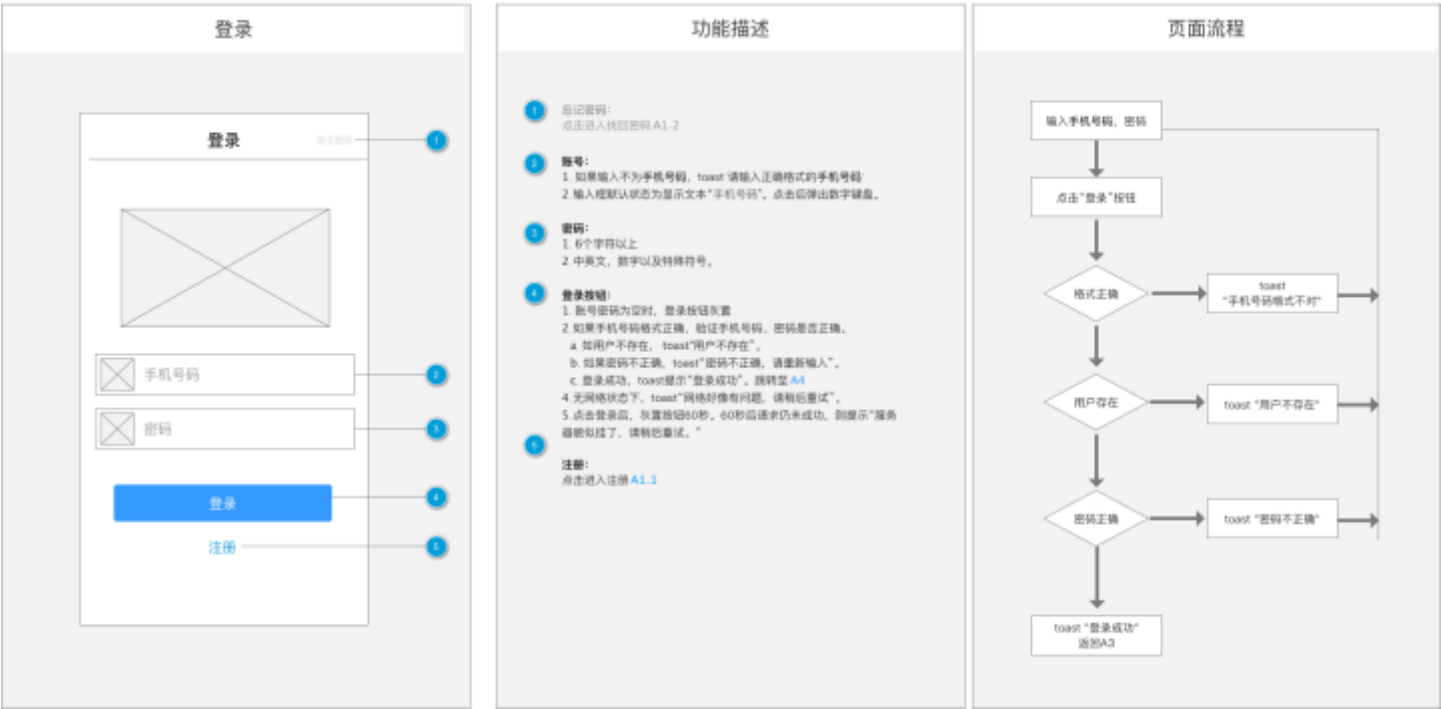 登录
登录
忘记密码
1
手机号码
2
密码
3
登录
4
注册
5
功能描述
1
忘记密码：
点击进入找回密码 A1-2
2
账号：
1. 如果输入不为手机号码，toast 请输入正确格式的手机号码
2. 输入框默认状态为显示文本“手机号码”。点击后弹出数字键盘。
3
密码：
1. 6个字符以上
2. 中英文，数字以及特殊符号。
4
登录按钮：
1. 账号密码为空时，登录按钮灰置
2. 如果手机号码格式正确，验证手机号码、密码是否正确。
a. 如用户不存在， toast“用户不存在”。
b. 如果密码不正确，toast“密码不正确，请重新输入”。
c. 登录成功，toast提示“登录成功”。跳转至 A4
4. 无网络状态下，toast“网络好像有问题，请稍后重试”。
5. 点击登录后，灰置按钮60秒。60秒后请求仍未成功，则提示“服务
器貌似挂了，请稍后重试。”
5
注册：
点击进入注册 A1.1
页面流程
输入手机号码、密码
点击“登录”按钮
格式正确
toast
“手机号码格式不对”
用户存在
toast “用户不存在”
密码正确
toast “密码不正确”
toast “登录成功”
返回A3